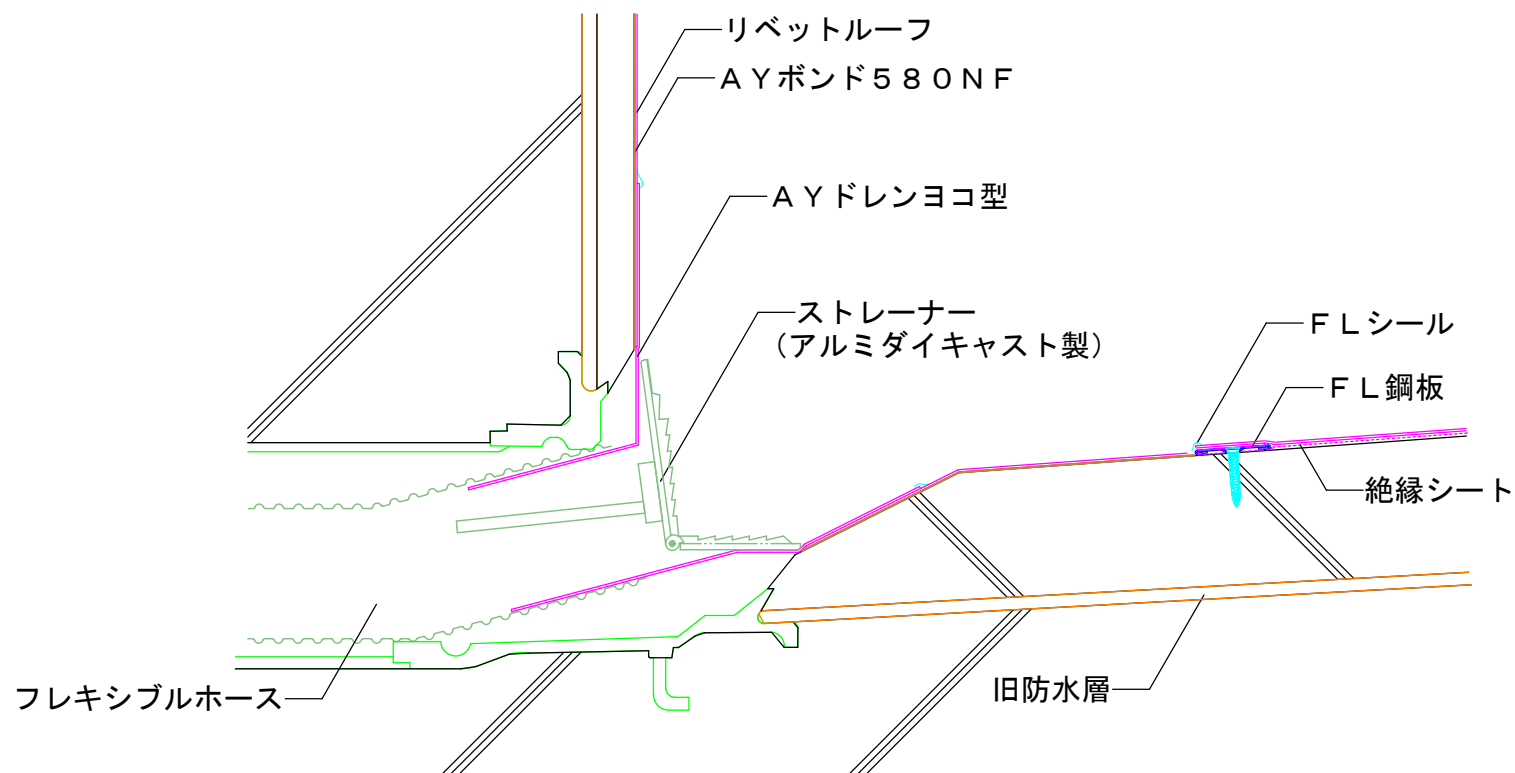 リベットルーフ
ＡＹボンド５８０ＮＦ
ＡＹドレンヨコ型
ストレーナー
（アルミダイキャスト製）
ＦＬシール
ＦＬ鋼板
絶縁シート
旧防水層
フレキシブルホース